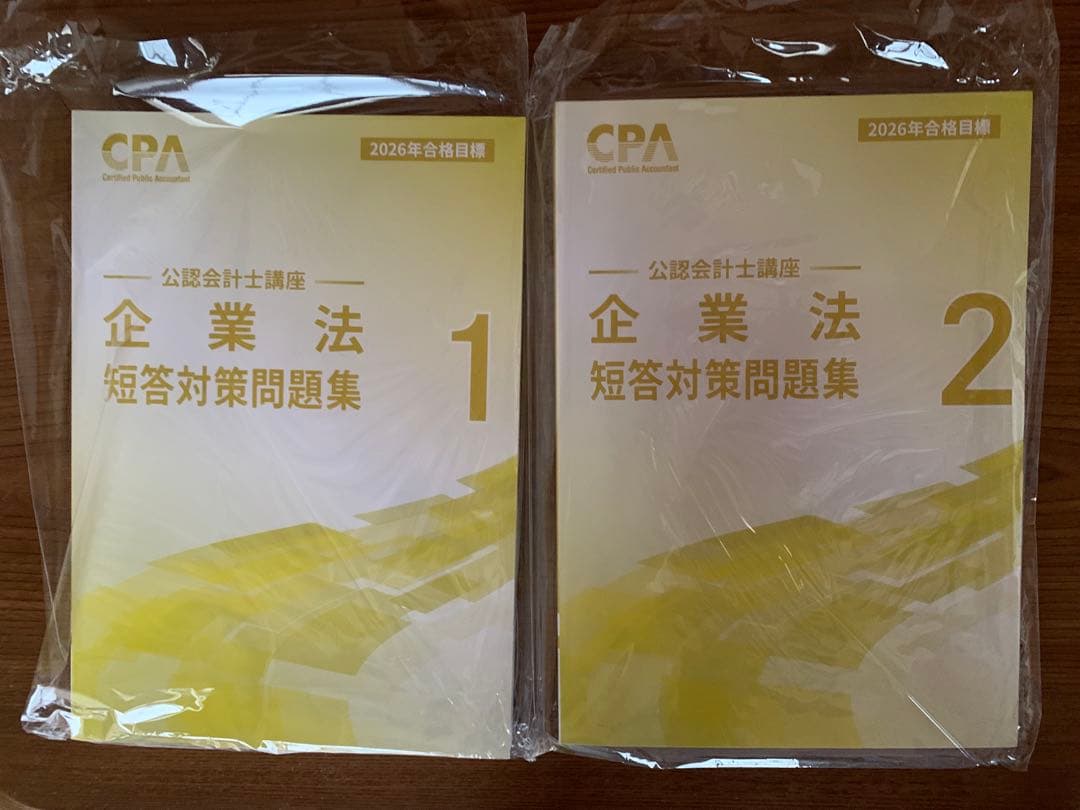 CPA
Certified Public Accountant
2026年合格目標
公認会計士講座
企業法
短答対策問題集
1
CPA
Certified Public Accountant
2026年合格目標
公認会計士講座
企業法
短答対策問題集
2